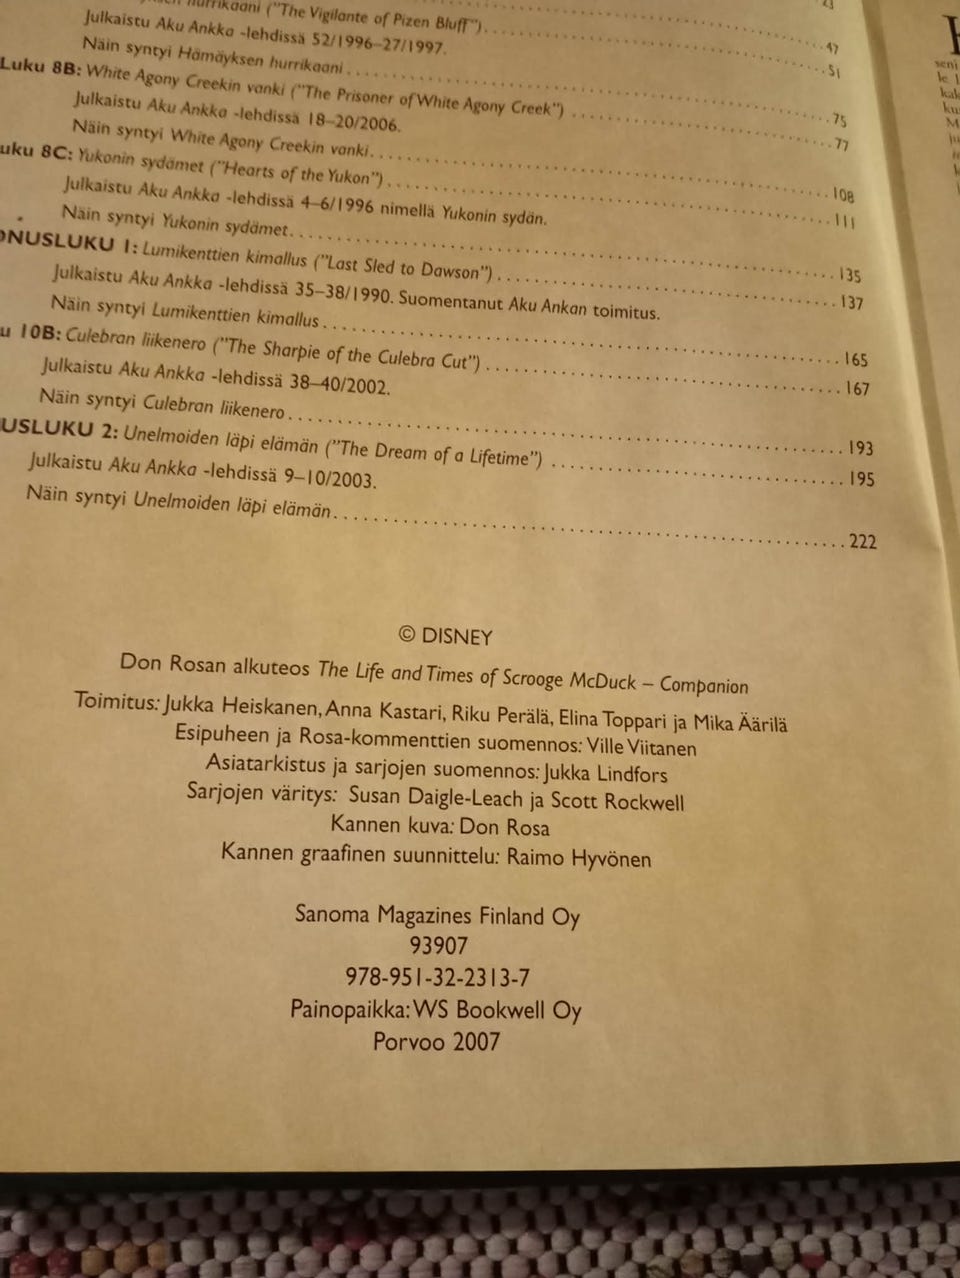 hurrikaani ("The Vigilante of Pizen Bluff") 47
Julkaistu Aku Ankka -lehdissä 52/1996–27/1997.
Näin syntyi Hämäyksen hurrikaani 51
Luku 8B: White Agony Creekin vanki ("The Prisoner of White Agony Creek") 75
Julkaistu Aku Ankka -lehdissä 18–20/2006.
Näin syntyi White Agony Creekin vanki 77
uku 8C: Yukonin sydämet ("Hearts of the Yukon") 108
Julkaistu Aku Ankka -lehdissä 4–6/1996 nimellä Yukonin sydän.
Näin syntyi Yukonin sydämet 111
ONUSLUKU 1: Lumikenttien kimallus ("Last Sled to Dawson") 135
Julkaistu Aku Ankka -lehdissä 35–38/1990. Suomentanut Aku Ankan toimitus.
Näin syntyi Lumikenttien kimallus 137
u 10B: Culebran liikenero ("The Sharpie of the Culebra Cut") 165
Julkaistu Aku Ankka -lehdissä 38–40/2002.
Näin syntyi Culebran liikenero 167
USLUKU 2: Unelmoiden läpi elämän ("The Dream of a Lifetime") 193
Julkaistu Aku Ankka -lehdissä 9–10/2003. 195
Näin syntyi Unelmoiden läpi elämän 222
© DISNEY
Don Rosan alkuteos The Life and Times of Scrooge McDuck – Companion
Toimitus: Jukka Heiskanen, Anna Kastari, Riku Perälä, Elina Toppari ja Mika Äärilä
Esipuheen ja Rosa-kommenttien suomennos: Ville Viitanen
Asiatarkistus ja sarjojen suomennos: Jukka Lindfors
Sarjojen väritys: Susan Daigle-Leach ja Scott Rockwell
Kannen kuva: Don Rosa
Kannen graafinen suunnittelu: Raimo Hyvönen
Sanoma Magazines Finland Oy
93907
978-951-32-2313-7
Painopaikka: WS Bookwell Oy
Porvoo 2007